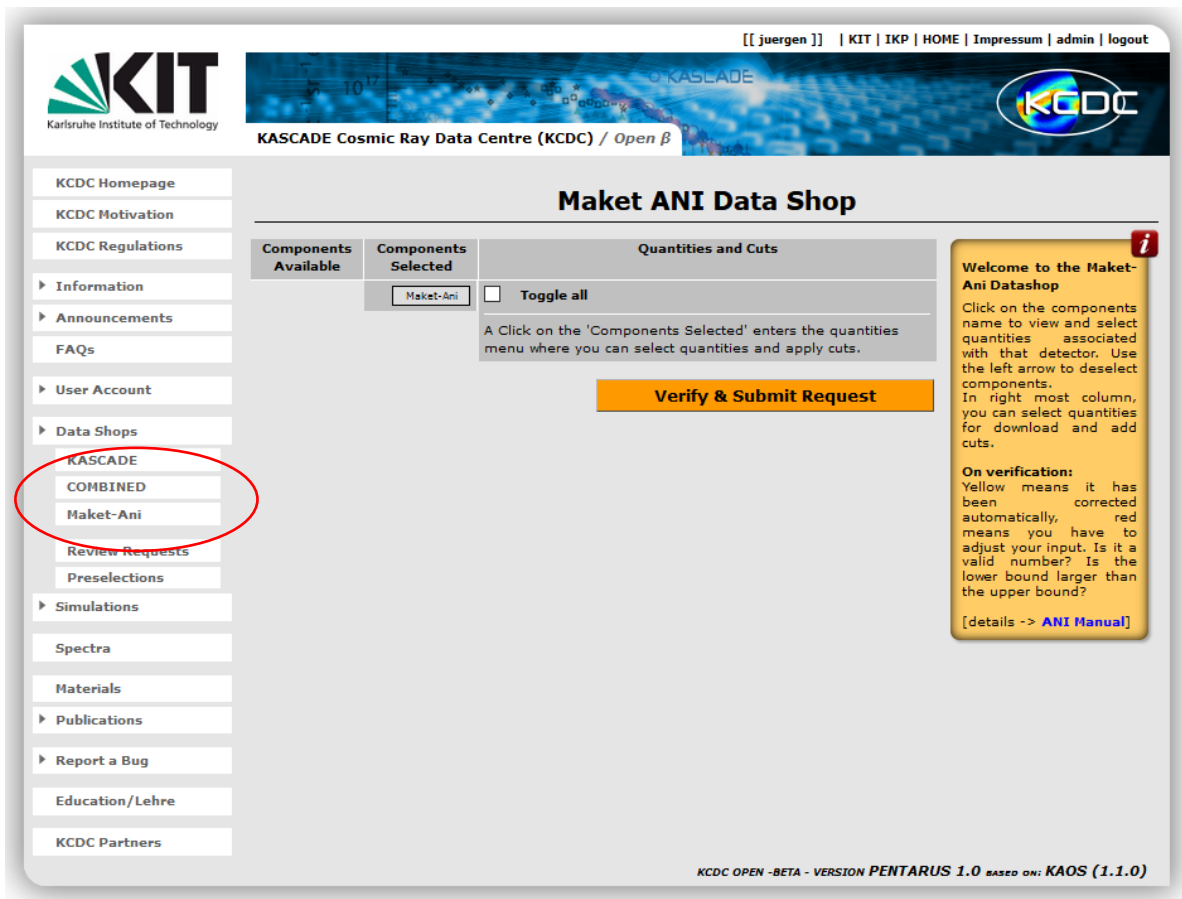 [[ juergen ]] | KIT | IKP | HOME | Impressum | admin | logout
KIT
Karlsruhe Institute of Technology
KASCADE
10^17
KCDC
KASCADE Cosmic Ray Data Centre (KCDC) / Open β
KCDC Homepage
KCDC Motivation
KCDC Regulations
Information
Announcements
FAQs
User Account
Data Shops
KASCADE
COMBINED
Maket-Ani
Review Requests
Preselections
Simulations
Spectra
Materials
Publications
Report a Bug
Education/Lehre
KCDC Partners
Maket ANI Data Shop
Components
Available
Components
Selected
Quantities and Cuts
Maket-Ani
Toggle all
A Click on the 'Components Selected' enters the quantities
menu where you can select quantities and apply cuts.
Verify & Submit Request
i
Welcome to the Maket-
Ani Datashop
Click on the components
name to view and select
quantities associated
with that detector. Use
the left arrow to deselect
components.
In right most column,
you can select quantities
for download and add
cuts.
On verification:
Yellow means it has
been corrected
automatically, red
means you have to
adjust your input. Is it a
valid number? Is the
lower bound larger than
the upper bound?
[details -> ANI Manual]
KCDC OPEN -BETA - VERSION PENTARUS 1.0 BASED ON: KAOS (1.1.0)